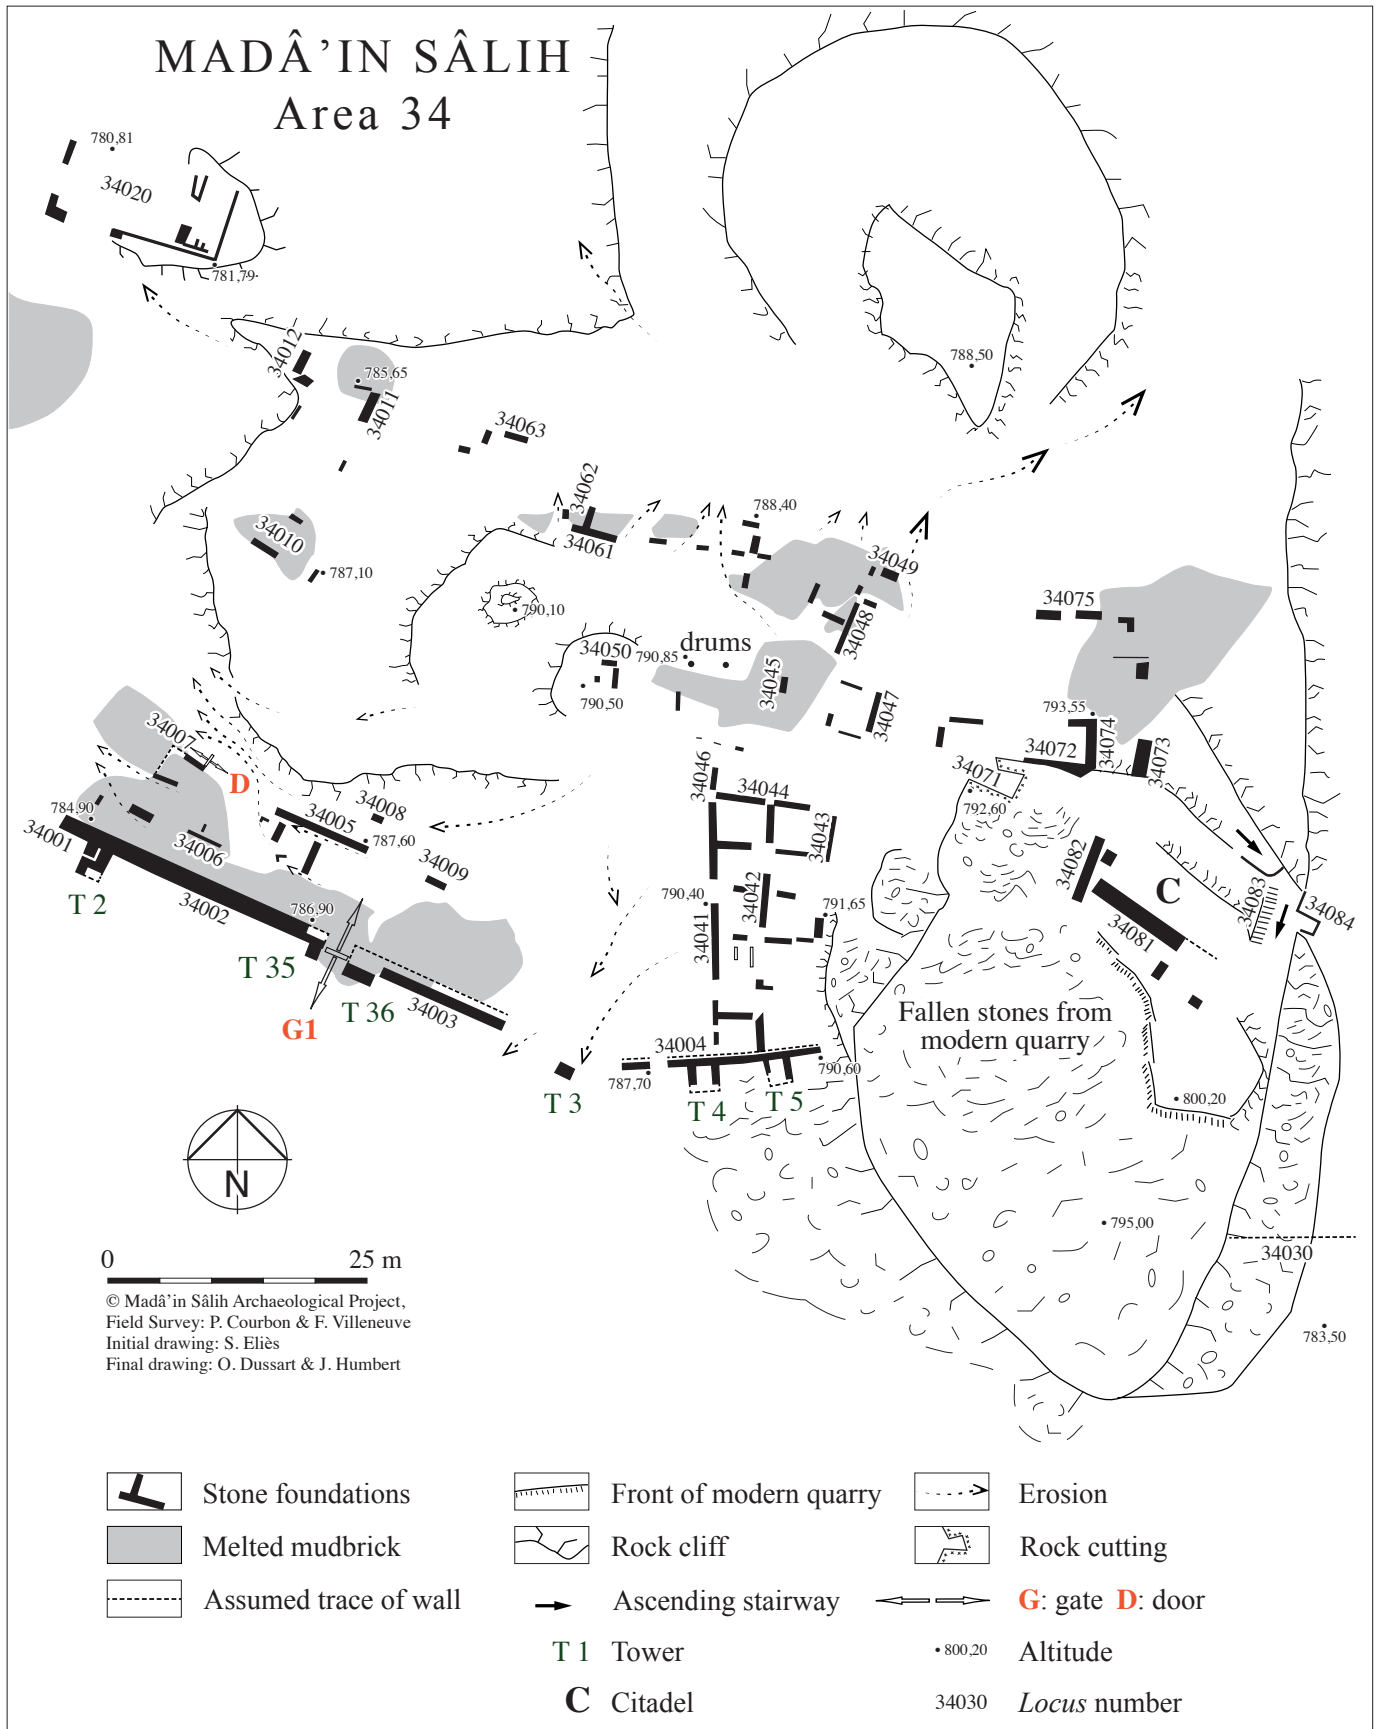 MADÂ’IN SÂLIH
Area 34
780,81
34020
781,79
34012
785,65
34011
34063
34062
34061
788,50
788,40
34010
787,10
34049
790,10
34048
34075
drums
34050
790,85
34045
790,50
34047
793,55
34074
34072
34073
34071
792,60
34007
D
34046
34044
34008
34005
787,60
34043
784,90
34001
34006
34009
34082
C
34083
34084
34042
790,40
791,65
T 2
34002
786,90
34041
34081
T 35
G1
T 36
34003
Fallen stones from
modern quarry
34004
787,70
790,60
T 3
T 4
T 5
800,20
N
795,00
34030
783,50
0 25 m
© Madâ’in Sâlih Archaeological Project,
Field Survey: P. Courbon & F. Villeneuve
Initial drawing: S. Eliès
Final drawing: O. Dussart & J. Humbert
Stone foundations
Front of modern quarry
Erosion
Melted mudbrick
Rock cliff
Rock cutting
Assumed trace of wall
Ascending stairway
G: gate D: door
T 1 Tower
800,20 Altitude
C Citadel
34030 Locus number